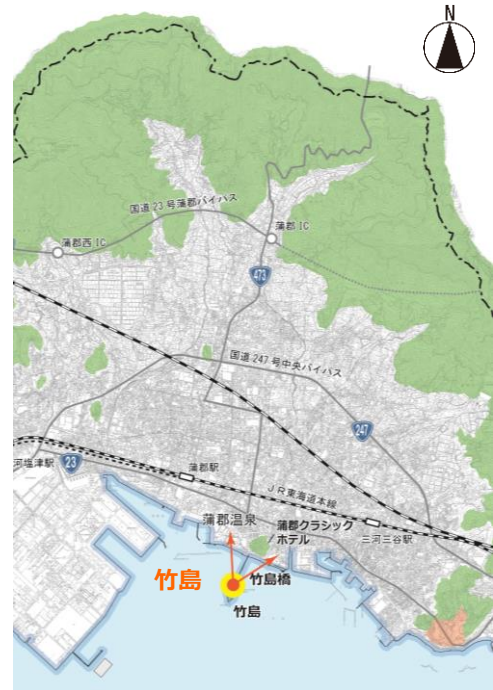 N
国道23号蒲郡バイパス
蒲郡西IC
蒲郡IC
473
国道247号中央バイパス
247
河塩津駅
23
蒲郡駅
JR東海道本線
蒲郡温泉
蒲郡クラシック
ホテル
三河三谷駅
竹島
竹島橋
竹島